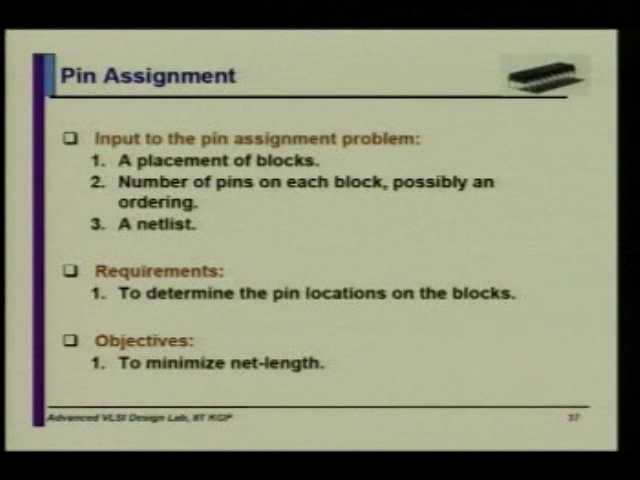 Pin Assignment
❑ Input to the pin assignment problem:
1. A placement of blocks.
2. Number of pins on each block, possibly an
ordering.
3. A netlist.
❑ Requirements:
1. To determine the pin locations on the blocks.
❑ Objectives:
1. To minimize net-length.
Advanced VLSI Design Lab, IIT KGP
37